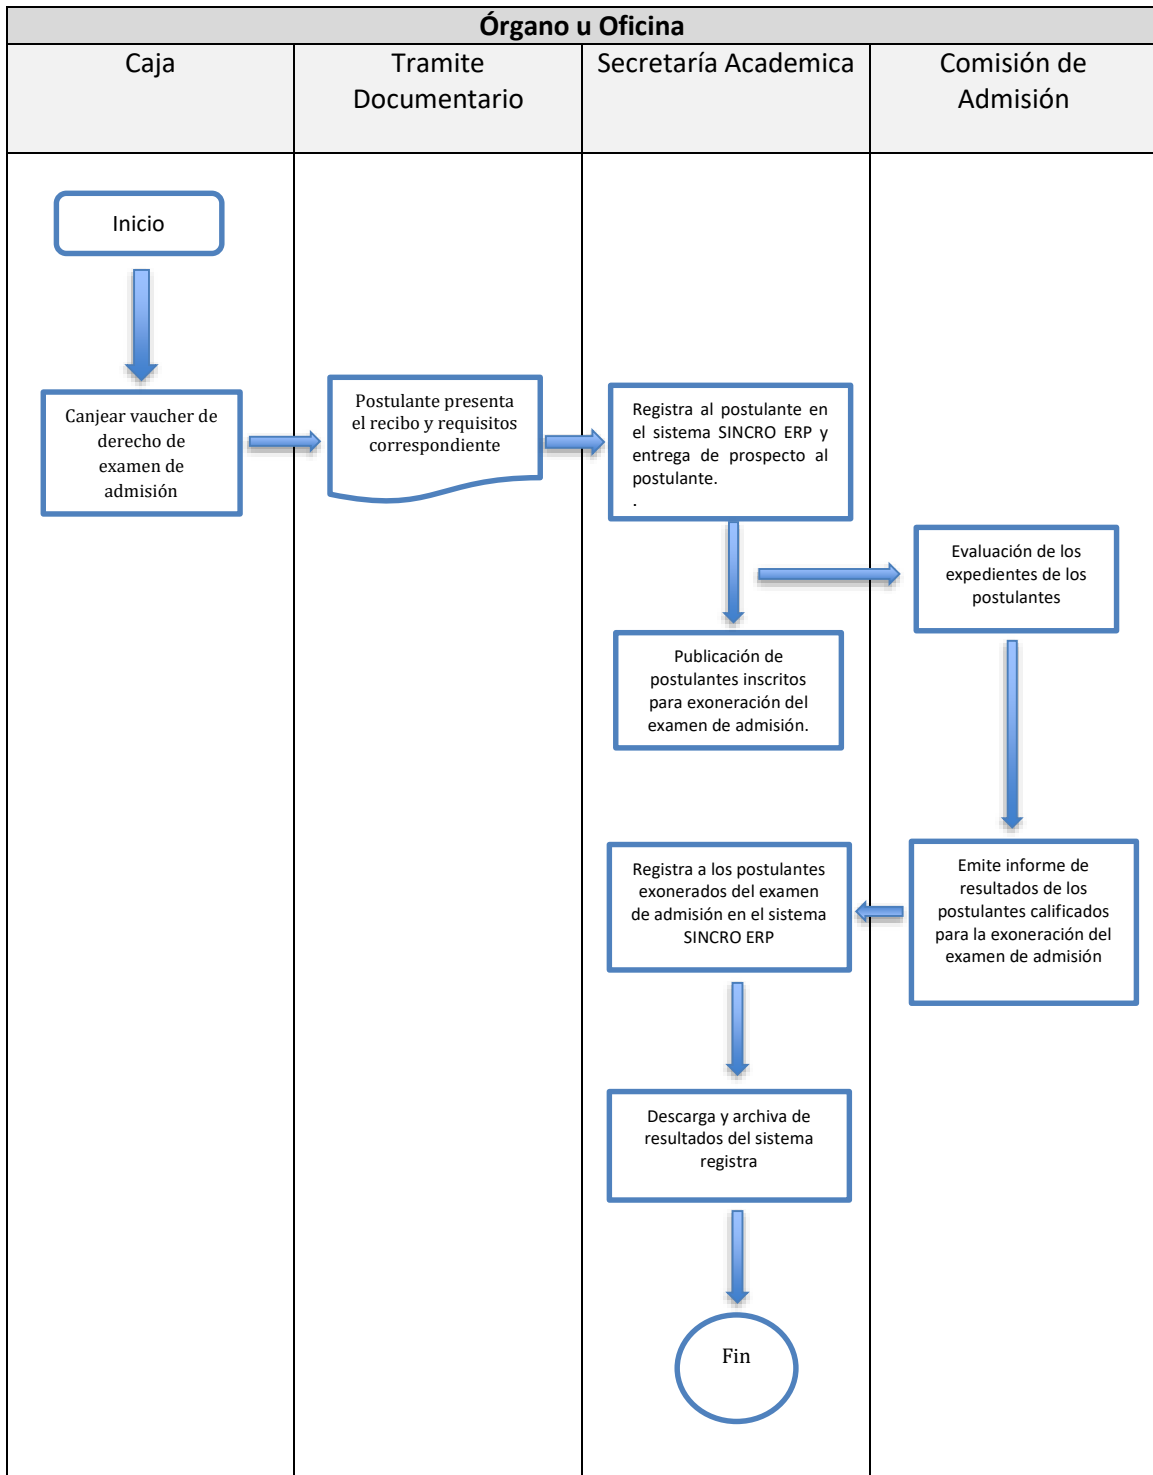 Órgano u Oficina
Caja
Tramite
Documentario
Secretaría Academica
Comisión de
Admisión
Inicio
Canjear vaucher de
derecho de
examen de
admisión
Postulante presenta
el recibo y requisitos
correspondiente
Registra al postulante en
el sistema SINCRO ERP y
entrega de prospecto al
postulante.
.
Evaluación de los
expedientes de los
postulantes
Publicación de
postulantes inscritos
para exoneración del
examen de admisión.
Registra a los postulantes
exonerados del examen
de admisión en el sistema
SINCRO ERP
Emite informe de
resultados de los
postulantes calificados
para la exoneración del
examen de admisión
Descarga y archiva de
resultados del sistema
registra
Fin